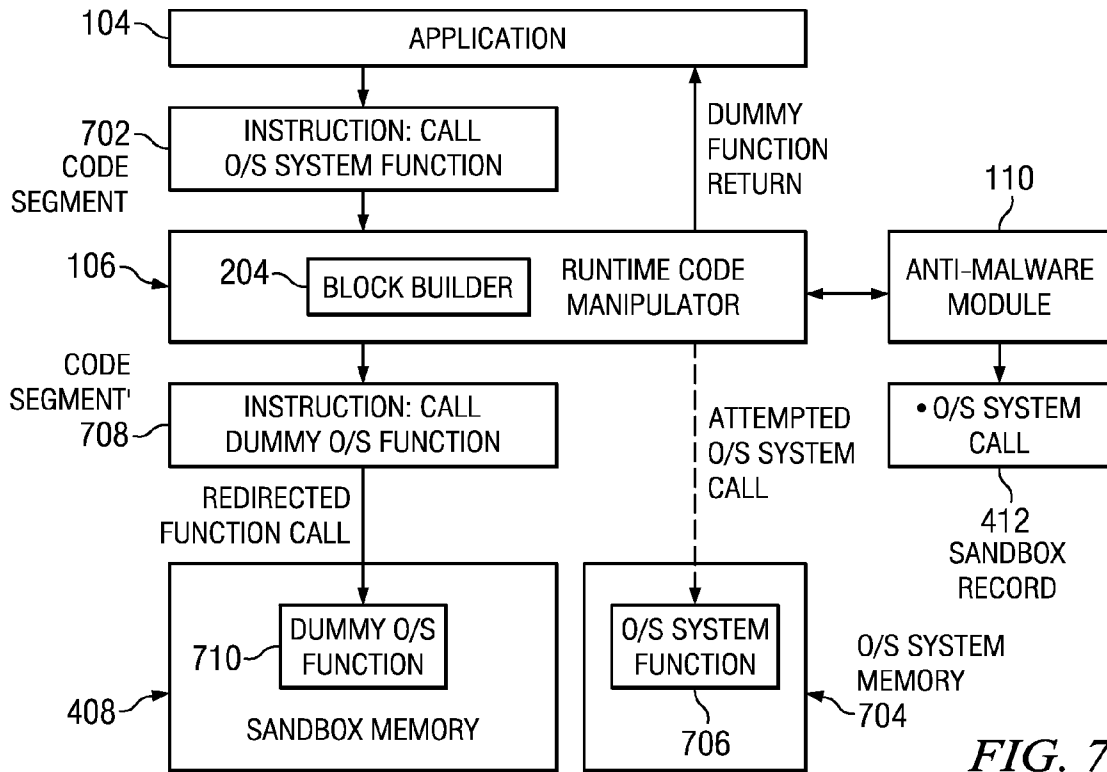 104
APPLICATION
702
CODE
SEGMENT
INSTRUCTION: CALL
O/S SYSTEM FUNCTION
DUMMY
FUNCTION
RETURN
110
106
204
BLOCK BUILDER
RUNTIME CODE
MANIPULATOR
ANTI-MALWARE
MODULE
CODE
SEGMENT'
708
INSTRUCTION: CALL
DUMMY O/S FUNCTION
ATTEMPTED
O/S SYSTEM
CALL
• O/S SYSTEM
CALL
412
SANDBOX
RECORD
REDIRECTED
FUNCTION CALL
710
DUMMY O/S
FUNCTION
O/S SYSTEM
FUNCTION
O/S SYSTEM
MEMORY
704
408
SANDBOX MEMORY
706
FIG. 7